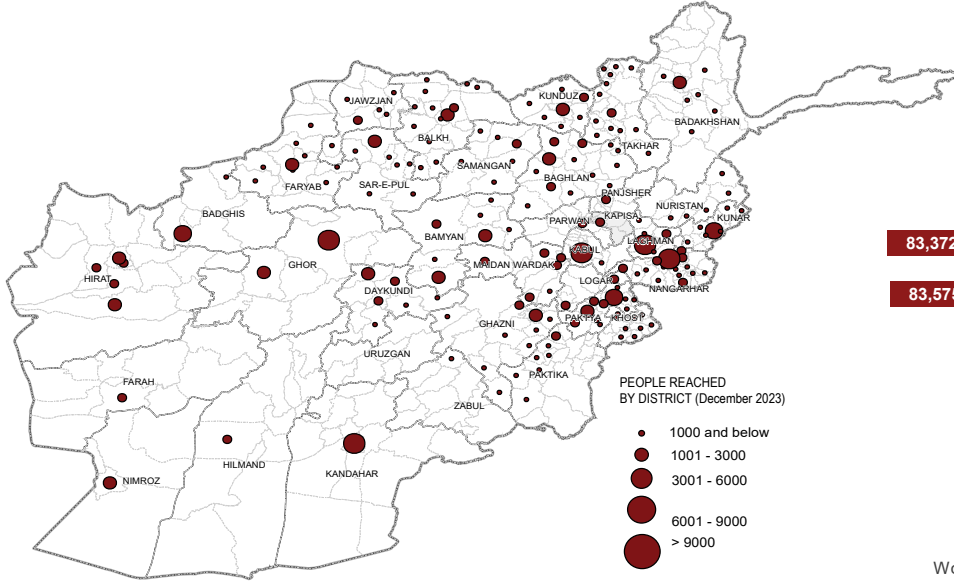 JAWZJAN
KUNDUZ
BADAKHSHAN
BALKH
TAKHAR
SAMANGAN
BAGHLAN
FARYAB
SAR-E-PUL
PANJSHER
NURISTAN
BADGHIS
PARWAN
KAPISA
KUNAR
BAMYAN
LAGHMAN
KABUL
83,372
HIRAT
GHOR
MAIDAN WARDAK
DAYKUNDI
LOGAR
NANGARHAR
83,575
GHAZNI
PAKTYA
KHOST
URUZGAN
PAKTIKA
FARAH
ZABUL
PEOPLE REACHED
BY DISTRICT (December 2023)
1000 and below
1001 - 3000
3001 - 6000
6001 - 9000
> 9000
HILMAND
KANDAHAR
NIMROZ
Wo